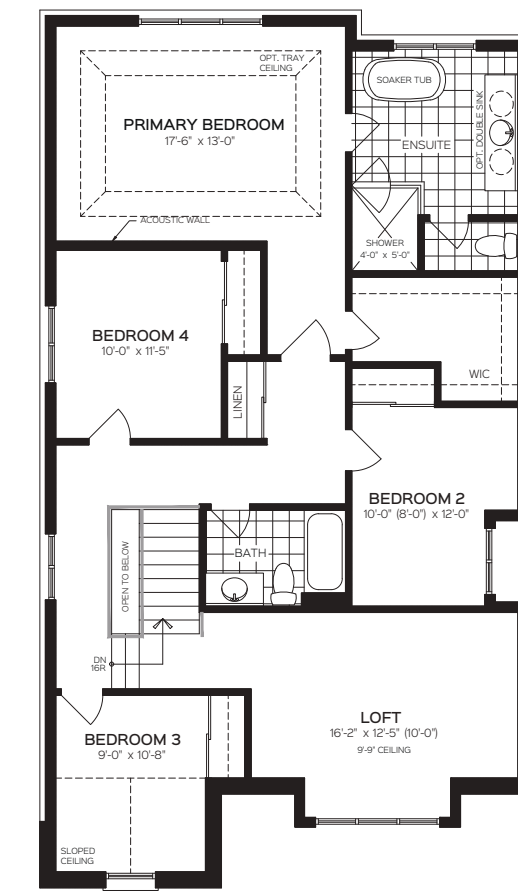 OPT. TRAY
CEILING
PRIMARY BEDROOM
17'-6" x 13'-0"
ACOUSTIC WALL
SOAKER TUB
OPT. DOUBLE SINK
ENSUITE
SHOWER
4'-0" x 5'-0"
BEDROOM 4
10'-0" x 11'-5"
WIC
LINEN
BEDROOM 2
10'-0" (8'-0") x 12'-0"
BATH
OPEN TO BELOW
DN
16R
LOFT
16'-2" x 12'-5" (10'-0")
9'-9" CEILING
BEDROOM 3
9'-0" x 10'-8"
SLOPED
CEILING